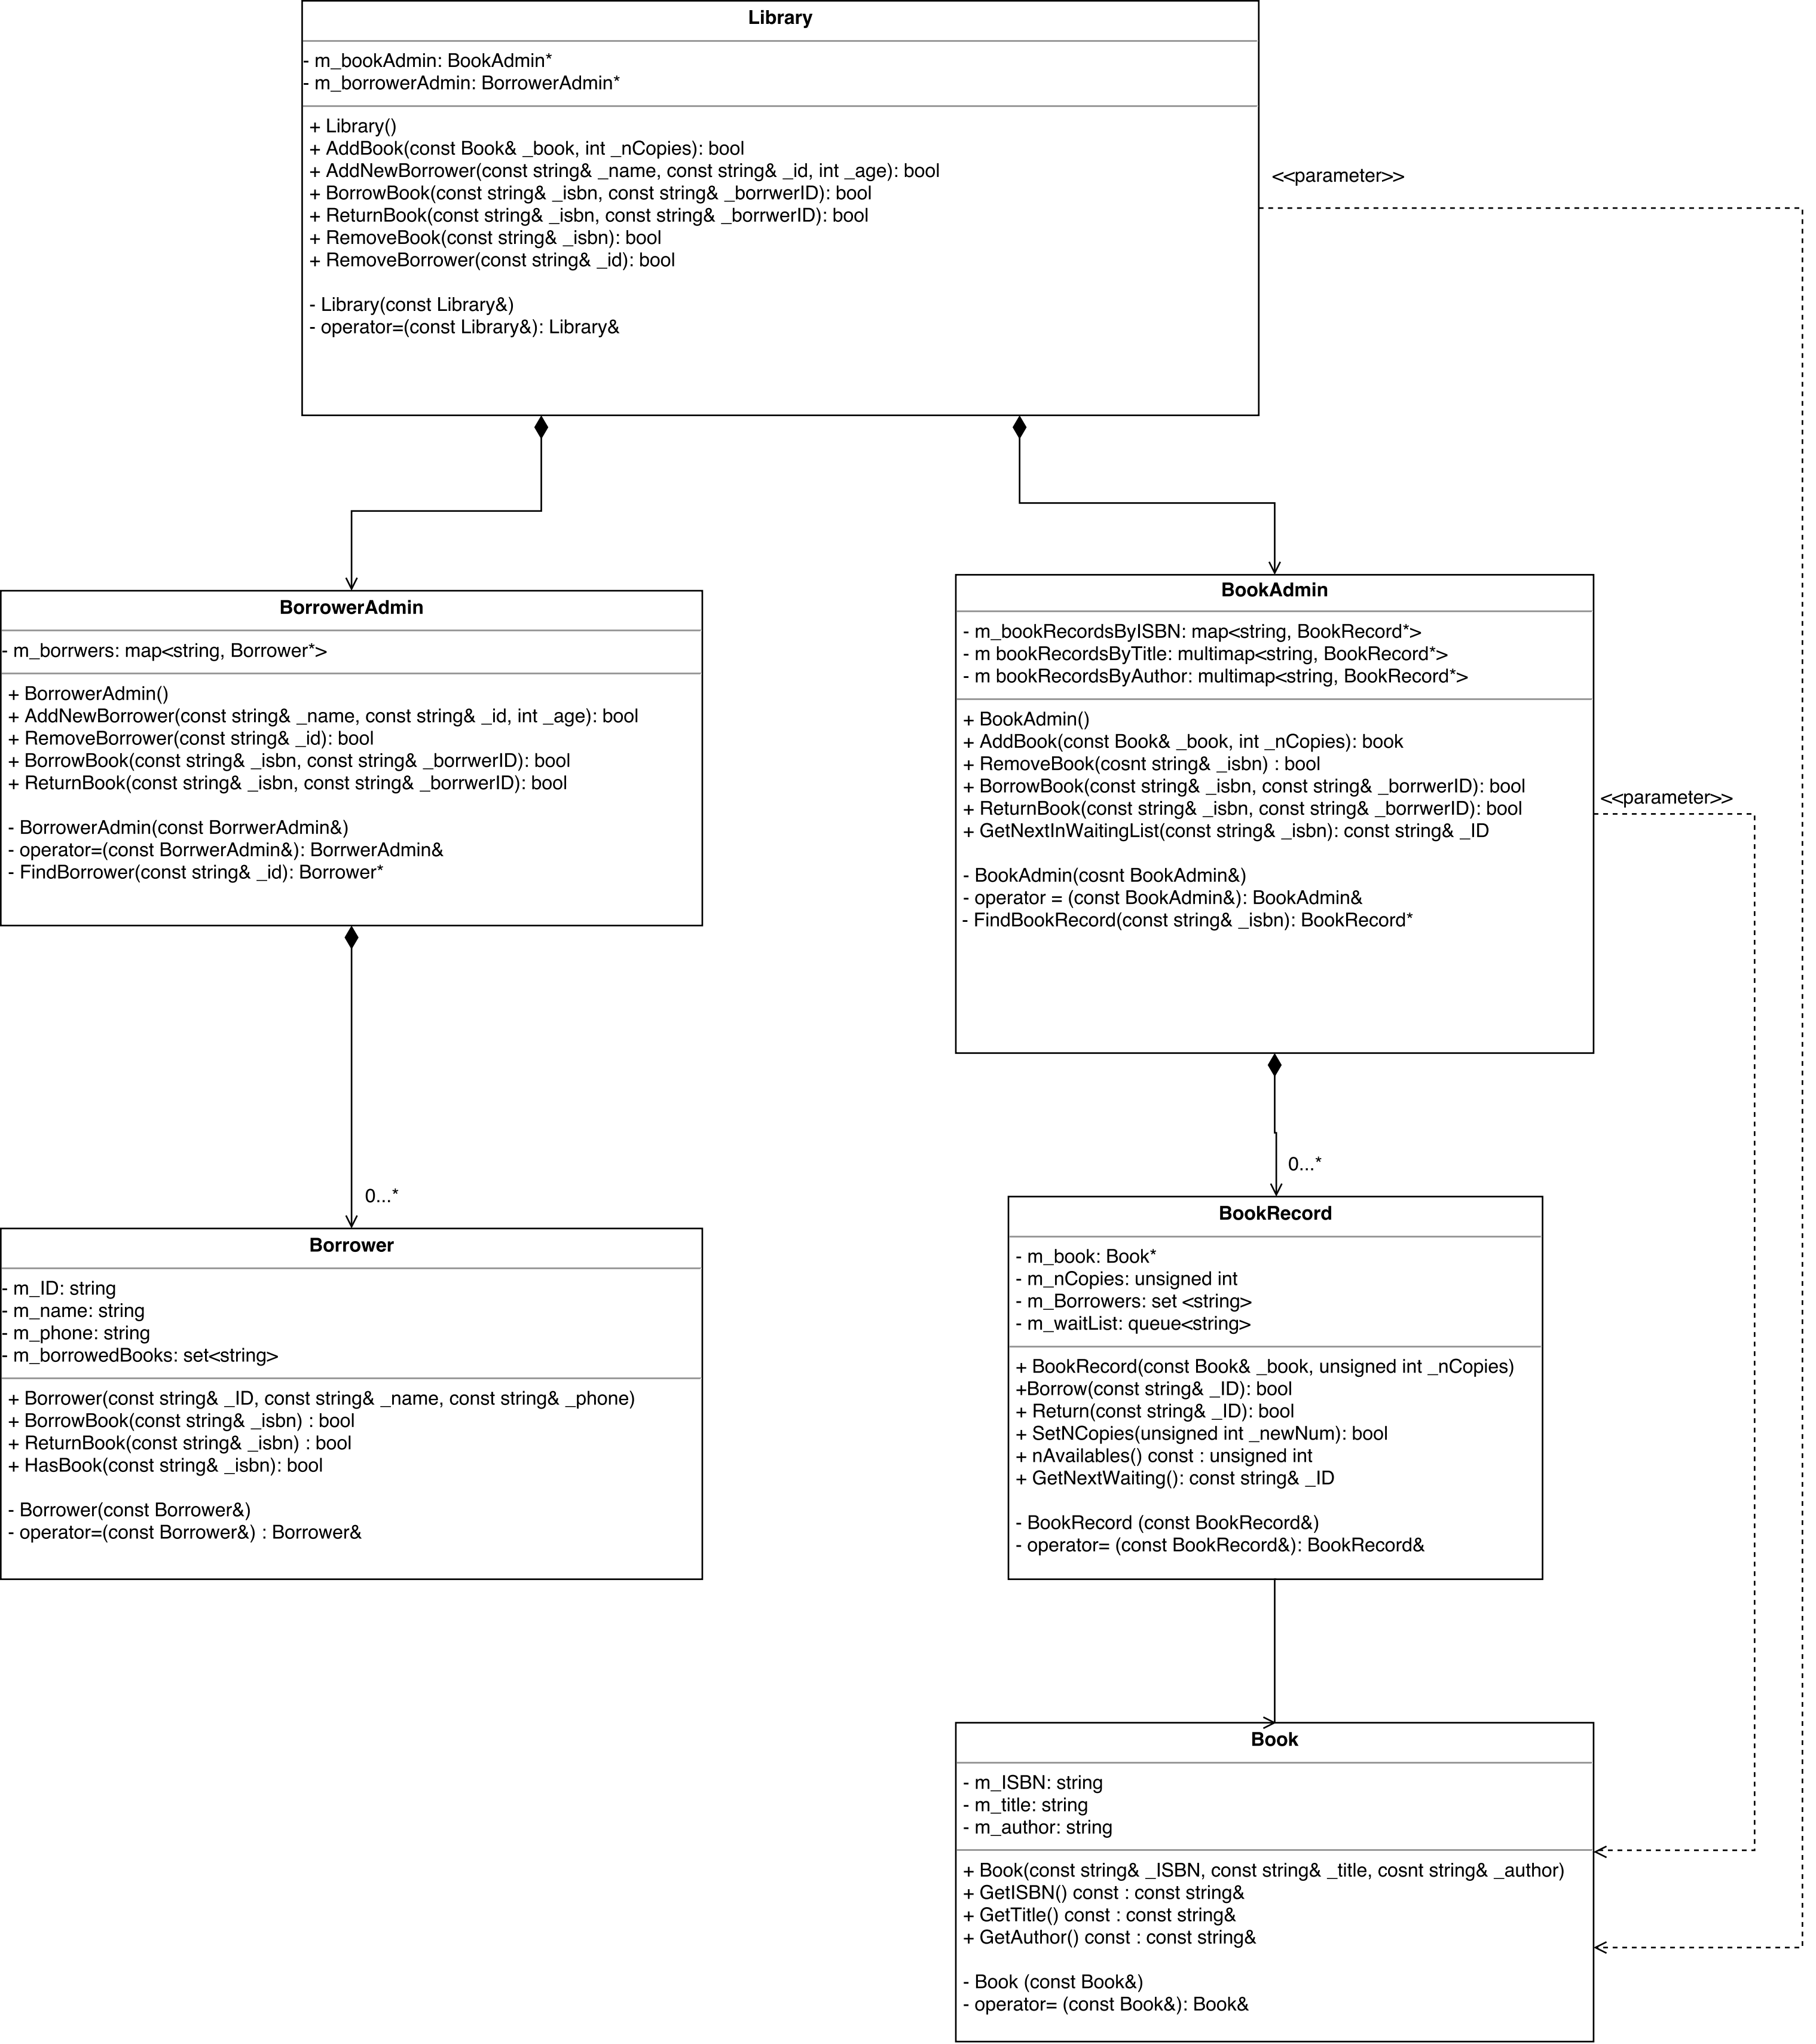 Library
- m_bookAdmin: BookAdmin*
- m_borrowerAdmin: BorrowerAdmin*
+ Library()
+ AddBook(const Book& _book, int _nCopies): bool
+ AddNewBorrower(const string& _name, const string& _id, int _age): bool
+ BorrowBook(const string& _isbn, const string& _borrwerID): bool
+ ReturnBook(const string& _isbn, const string& _borrwerID): bool
+ RemoveBook(const string& _isbn): bool
+ RemoveBorrower(const string& _id): bool
- Library(const Library&)
- operator=(const Library&): Library&
<<parameter>>
BorrowerAdmin
- m_borrwers: map<string, Borrower*>
+ BorrowerAdmin()
+ AddNewBorrower(const string& _name, const string& _id, int _age): bool
+ RemoveBorrower(const string& _id): bool
+ BorrowBook(const string& _isbn, const string& _borrwerID): bool
+ ReturnBook(const string& _isbn, const string& _borrwerID): bool
- BorrowerAdmin(const BorrwerAdmin&)
- operator=(const BorrwerAdmin&): BorrwerAdmin&
- FindBorrower(const string& _id): Borrower*
BookAdmin
- m_bookRecordsByISBN: map<string, BookRecord*>
- m bookRecordsByTitle: multimap<string, BookRecord*>
- m bookRecordsByAuthor: multimap<string, BookRecord*>
+ BookAdmin()
+ AddBook(const Book& _book, int _nCopies): book
+ RemoveBook(cosnt string& _isbn) : bool
+ BorrowBook(const string& _isbn, const string& _borrwerID): bool
+ ReturnBook(const string& _isbn, const string& _borrwerID): bool
+ GetNextInWaitingList(const string& _isbn): const string& _ID
- BookAdmin(cosnt BookAdmin&)
- operator = (const BookAdmin&): BookAdmin&
- FindBookRecord(const string& _isbn): BookRecord*
<<parameter>>
0...*
0...*
Borrower
- m_ID: string
- m_name: string
- m_phone: string
- m_borrowedBooks: set<string>
+ Borrower(const string& _ID, const string& _name, const string& _phone)
+ BorrowBook(const string& _isbn) : bool
+ ReturnBook(const string& _isbn) : bool
+ HasBook(const string& _isbn): bool
- Borrower(const Borrower&)
- operator=(const Borrower&) : Borrower&
BookRecord
- m_book: Book*
- m_nCopies: unsigned int
- m_Borrowers: set <string>
- m_waitList: queue<string>
+ BookRecord(const Book& _book, unsigned int _nCopies)
+Borrow(const string& _ID): bool
+ Return(const string& _ID): bool
+ SetNCopies(unsigned int _newNum): bool
+ nAvailables() const : unsigned int
+ GetNextWaiting(): const string& _ID
- BookRecord (const BookRecord&)
- operator= (const BookRecord&): BookRecord&
Book
- m_ISBN: string
- m_title: string
- m_author: string
+ Book(const string& _ISBN, const string& _title, cosnt string& _author)
+ GetISBN() const : const string&
+ GetTitle() const : const string&
+ GetAuthor() const : const string&
- Book (const Book&)
- operator= (const Book&): Book&